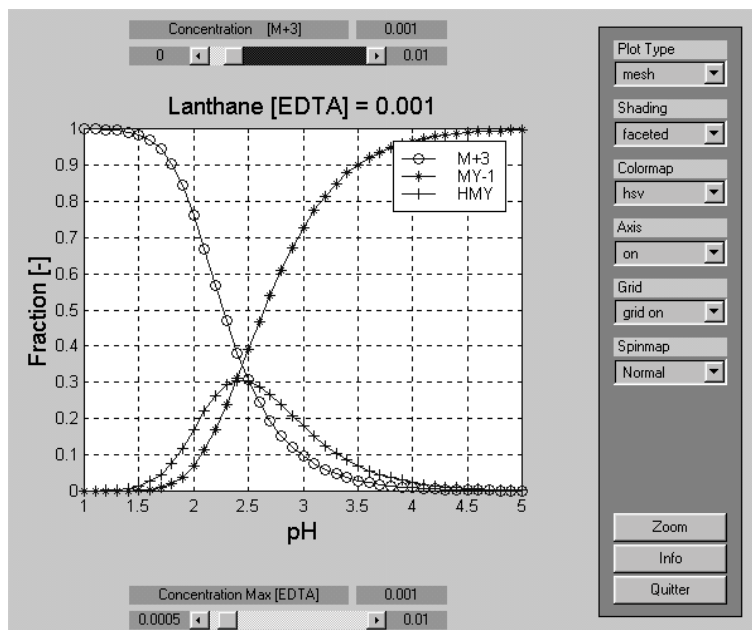 Concentration [M+3] 0.001
0 0.01
Lanthane [EDTA] = 0.001
1
0.9
0.8
0.7
0.6
0.5
0.4
0.3
0.2
0.1
0
Fraction [-]
M+3
MY-1
HMY
1 1.5 2 2.5 3 3.5 4 4.5 5
pH
Concentration Max [EDTA] 0.001
0.0005 0.01
Plot Type
mesh
Shading
faceted
Colormap
hsv
Axis
on
Grid
grid on
Spinmap
Normal
Zoom
Info
Quitter